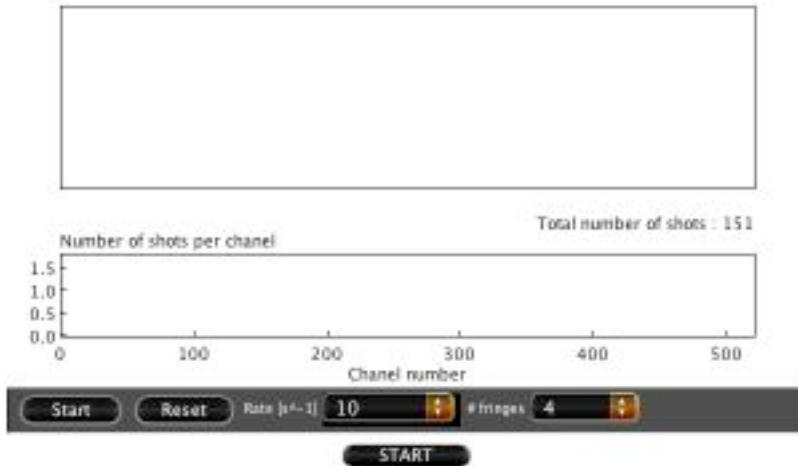 Total number of shots : 151
Number of shots per chanel
1.5
1.0
0.5
0.0
0 100 200 300 400 500
Chanel number
Start Reset Rate [s^-1] 10 # fringes 4
START